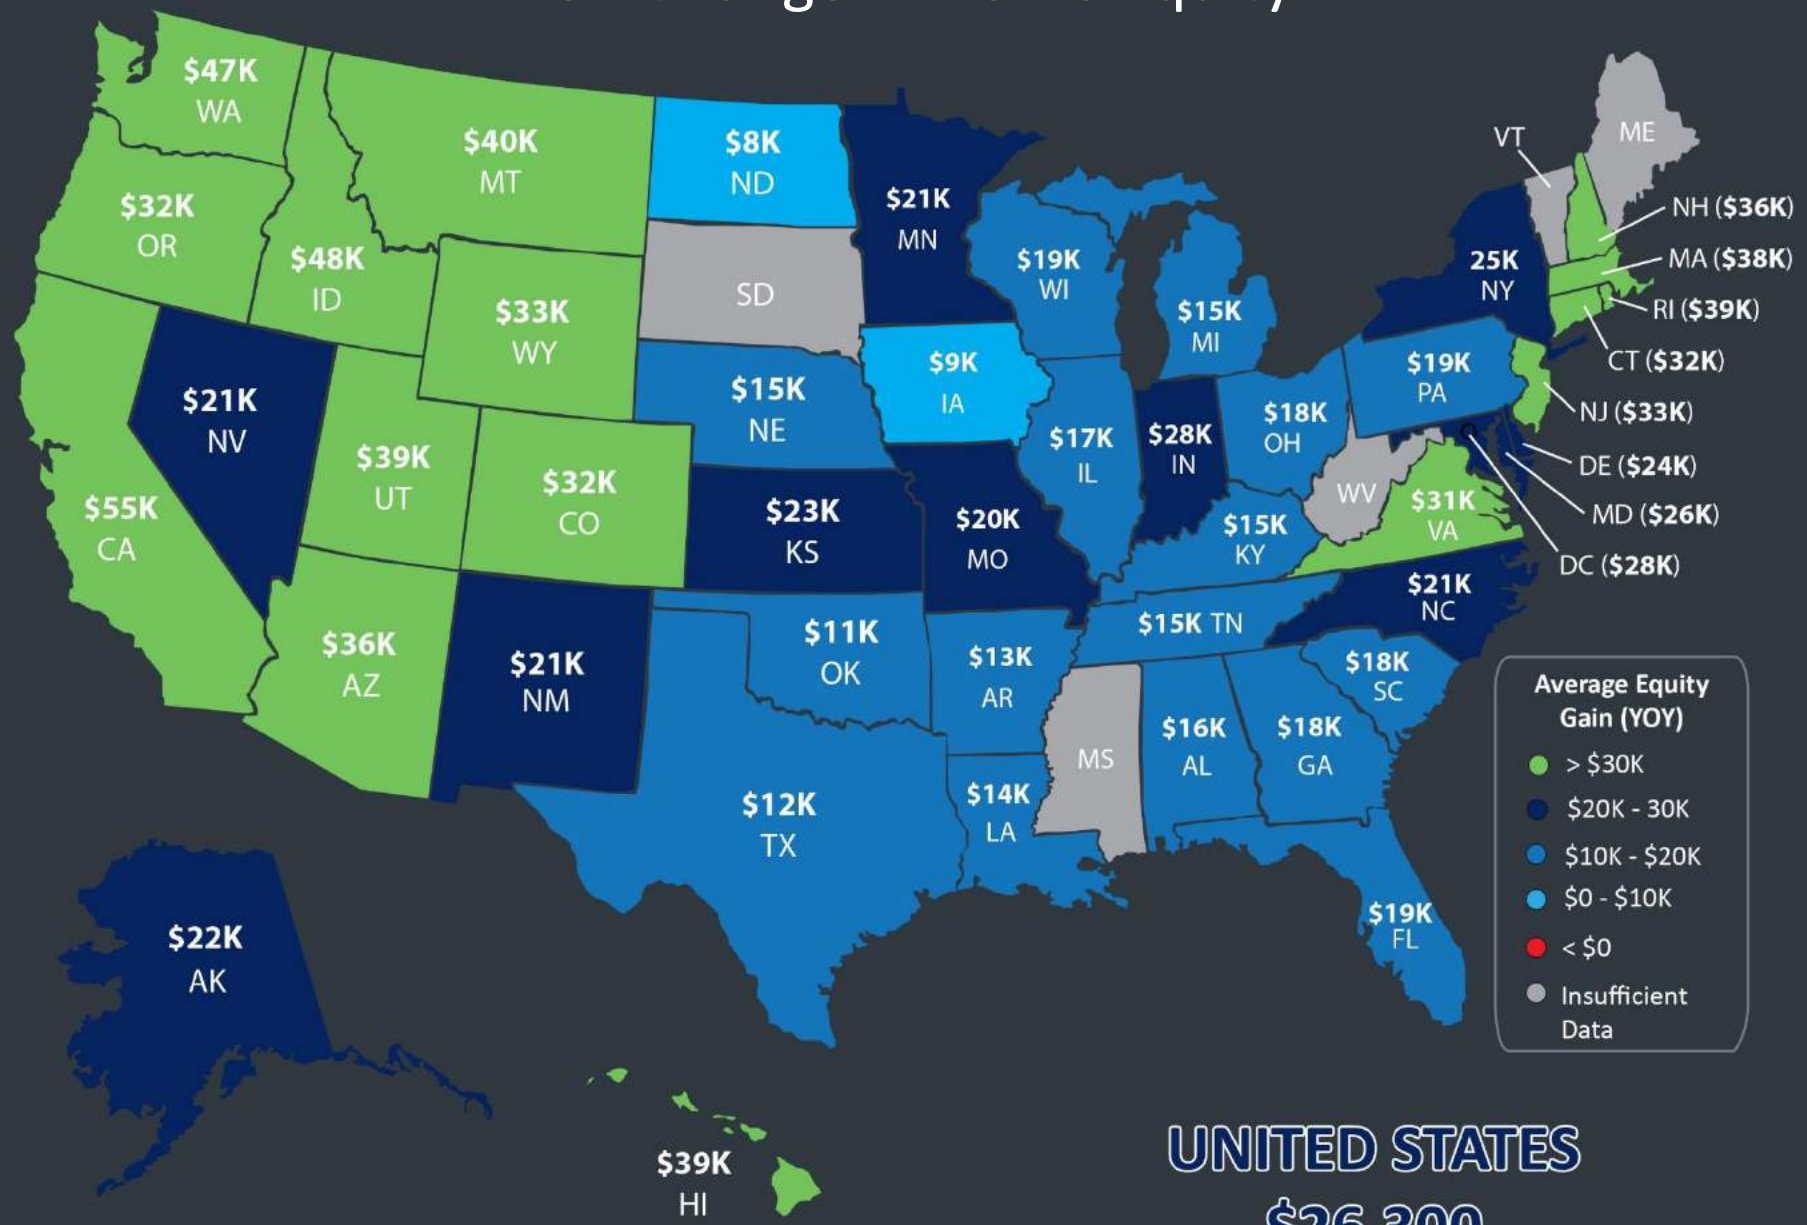 $47K
WA
$32K
OR
$48K
ID
$40K
MT
$33K
WY
$8K
ND
SD
$21K
MN
$19K
WI
$15K
MI
$9K
IA
$15K
NE
$21K
NV
$39K
UT
$32K
CO
$55K
CA
$23K
KS
$20K
MO
$17K
IL
$28K
IN
$18K
OH
$15K
KY
WV
$31K
VA
$19K
PA
25K
NY
VT
ME
NH ($36K)
MA ($38K)
RI ($39K)
CT ($32K)
NJ ($33K)
DE ($24K)
MD ($26K)
DC ($28K)
$21K
NC
$15K TN
$18K
SC
$36K
AZ
$21K
NM
$11K
OK
$13K
AR
MS
$16K
AL
$18K
GA
$12K
TX
$14K
LA
$19K
FL
$22K
AK
$39K
HI
Average Equity
Gain (YOY)
> $30K
$20K - 30K
$10K - $20K
$0 - $10K
< $0
Insufficient
Data
UNITED STATES
$26,300